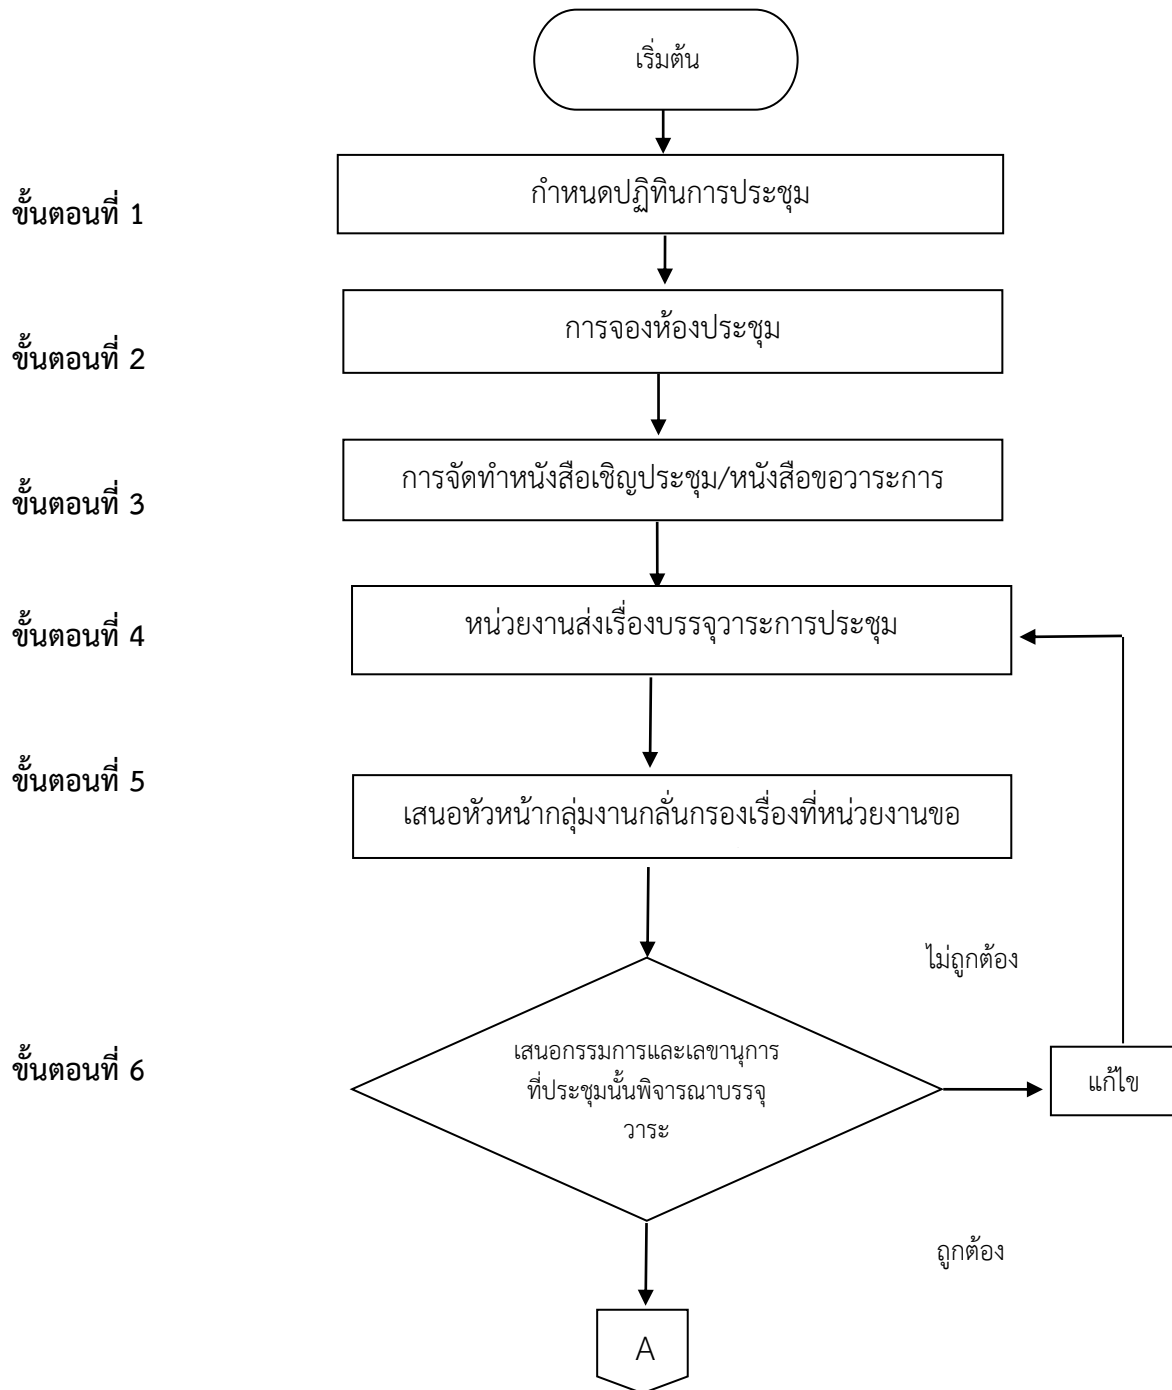 เริ่มต้น
ขั้นตอนที่ 1
กำหนดปฏิทินการประชุม
ขั้นตอนที่ 2
การจองห้องประชุม
ขั้นตอนที่ 3
การจัดทำหนังสือเชิญประชุม/หนังสือขอวาระการ
ขั้นตอนที่ 4
หน่วยงานส่งเรื่องบรรจุวาระการประชุม
ขั้นตอนที่ 5
เสนอหัวหน้ากลุ่มงานกลั่นกรองเรื่องที่หน่วยงานขอ
ไม่ถูกต้อง
ขั้นตอนที่ 6
เสนอกรรมการและเลขานุการ
ที่ประชุมนั้นพิจารณาบรรจุ
วาระ
แก้ไข
ถูกต้อง
A